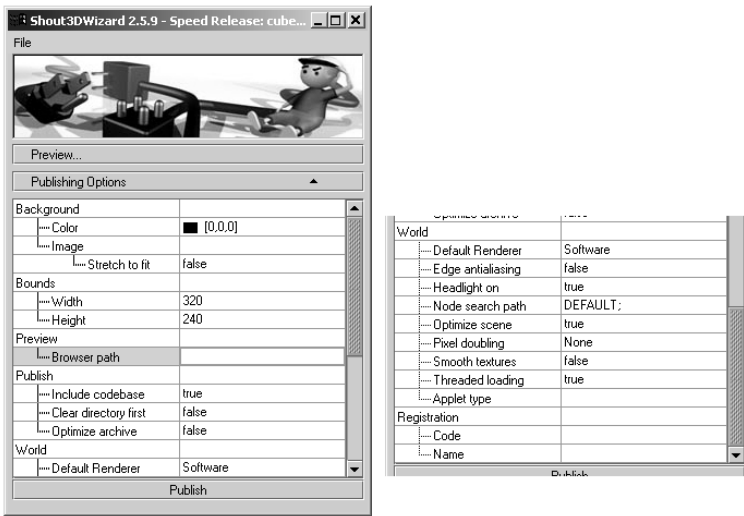 Shout3DWizard 2.5.9 - Speed Release: cube...
File
Preview...
Publishing Options
Background
Color [0,0,0]
Image
Stretch to fit false
Bounds
Width 320
Height 240
Preview
Browser path
Publish
Include codebase true
Clear directory first false
Optimize archive false
World
Default Renderer Software
Publish
Optimize archive false
World
Default Renderer Software
Edge antialiasing false
Headlight on true
Node search path DEFAULT;
Optimize scene true
Pixel doubling None
Smooth textures false
Threaded loading true
Applet type
Registration
Code
Name
Publish